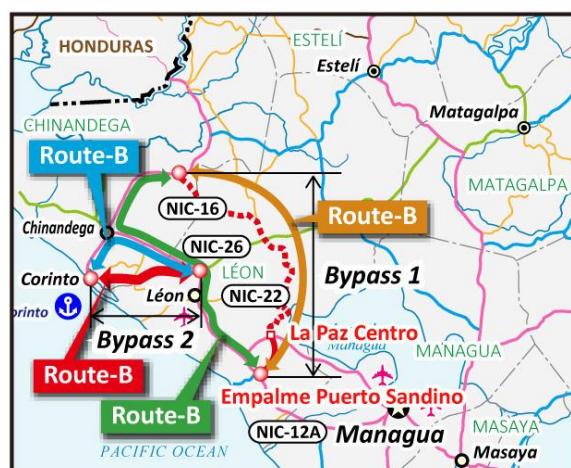 HONDURAS
ESTELÍ
Estelí
Matagalpa
CHINANDEGA
Route-B
MATAGALPA
NIC-16
Route-B
Chinandega
NIC-26
Corinto
LÉON
Bypass 1
orinto
Léon
NIC-22
Bypass 2
La Paz Centro
Managua
MANAGUA
Route-B
Route-B
Empalme Puerto Sandino
MASAYA
NIC-12A
Managua
PACIFIC OCEAN
Masaya